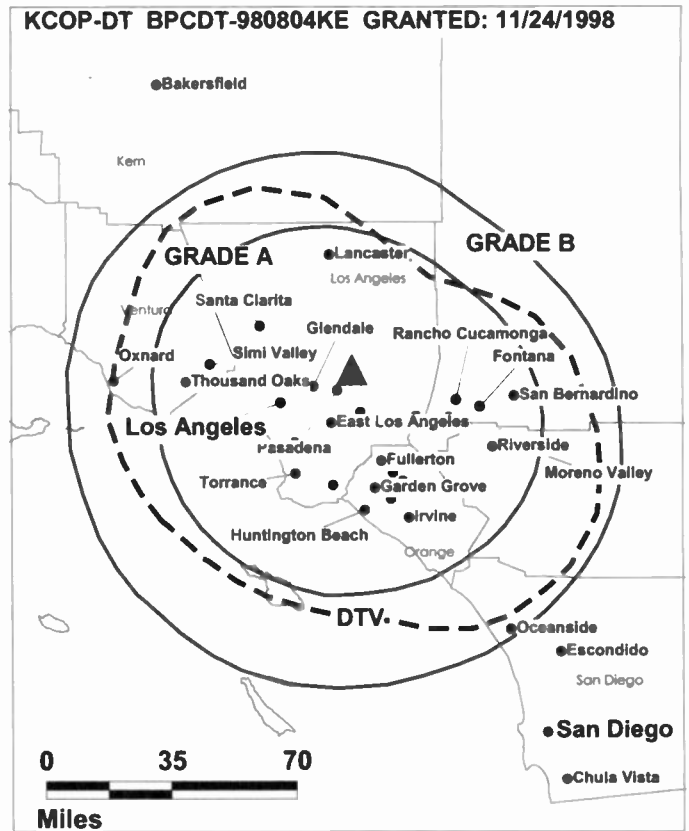 KCOP-DT BPCDT-980804KE GRANTED: 11/24/1998
Bakersfield
Kern
GRADE B
GRADE A
Lancaster
Los Angeles
Santa Clarita
Ventura
Glendale
Rancho Cucamonga
Oxnard
Simi Valley
Fontana
Thousand Oaks
San Bernardino
Los Angeles
East Los Angeles
Pasadena
Riverside
Fullerton
Moreno Valley
Torrance
Garden Grove
Irvine
Huntington Beach
Orange
DTV
Oceanside
Escondido
San Diego
San Diego
0 35 70
Chula Vista
Miles